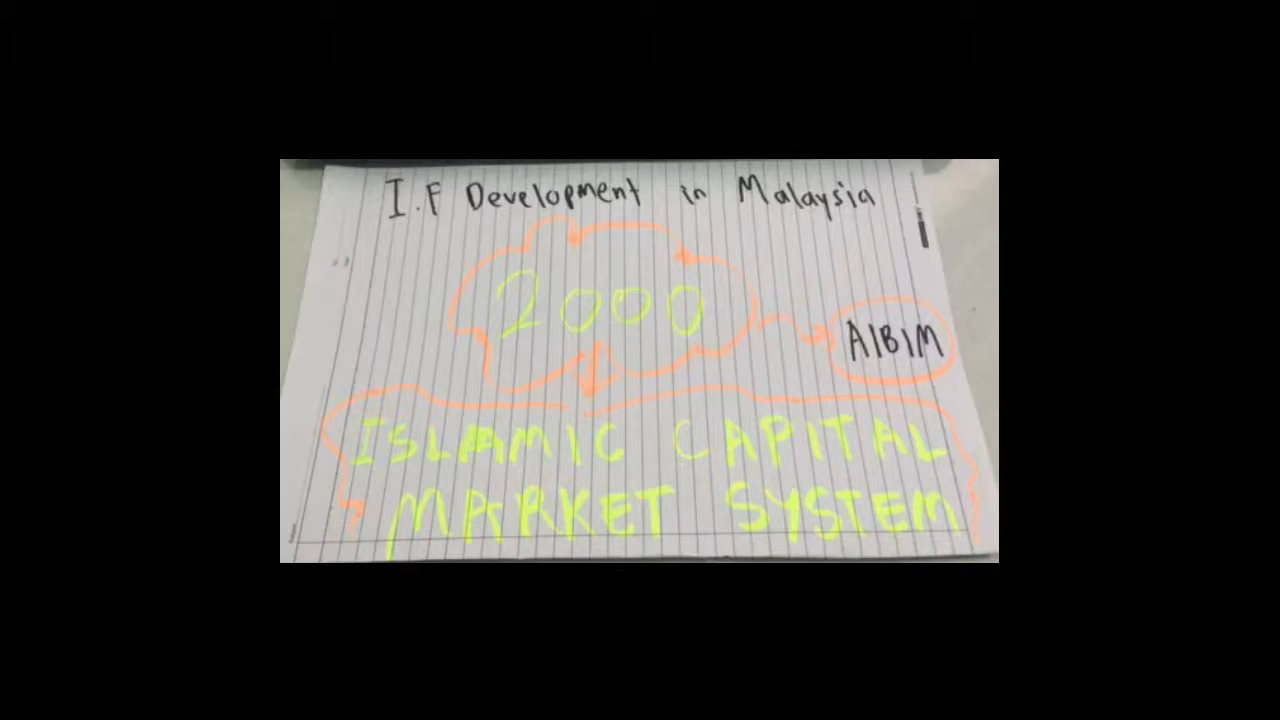 I.F Development in Malaysia
2000
AIBIM
ISLAMIC CAPITAL
MARKET SYSTEM